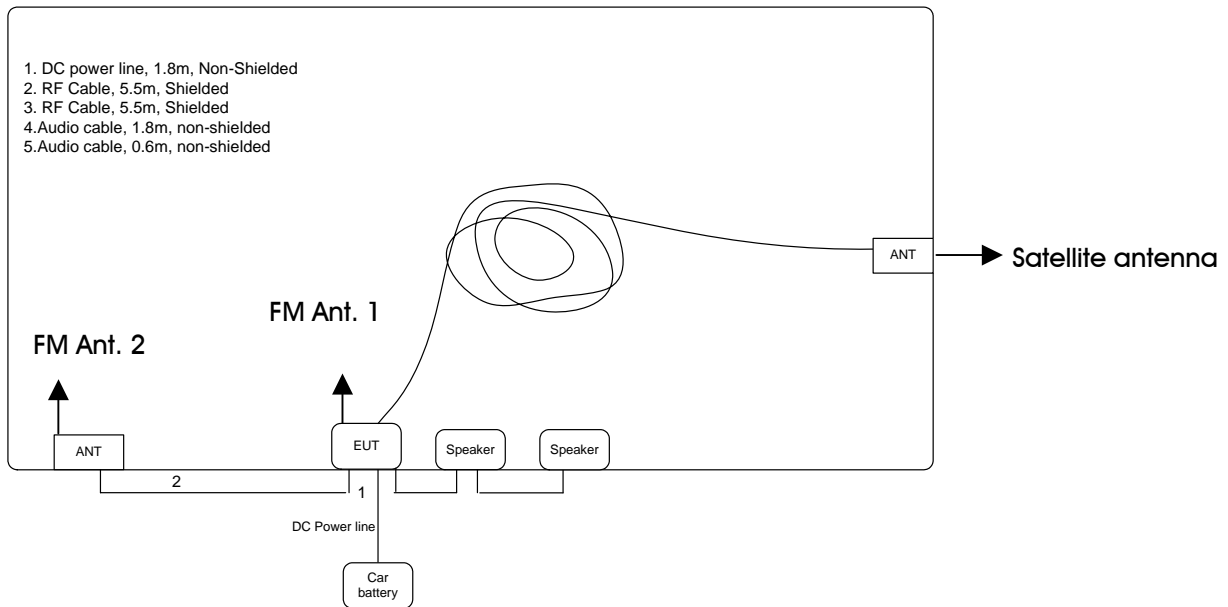 1. DC power line, 1.8m, Non-Shielded
2. RF Cable, 5.5m, Shielded
3. RF Cable, 5.5m, Shielded
4.Audio cable, 1.8m, non-shielded
5.Audio cable, 0.6m, non-shielded
ANT
Satellite antenna
FM Ant. 1
FM Ant. 2
ANT
EUT
Speaker
Speaker
2
1
DC Power line
Car
battery